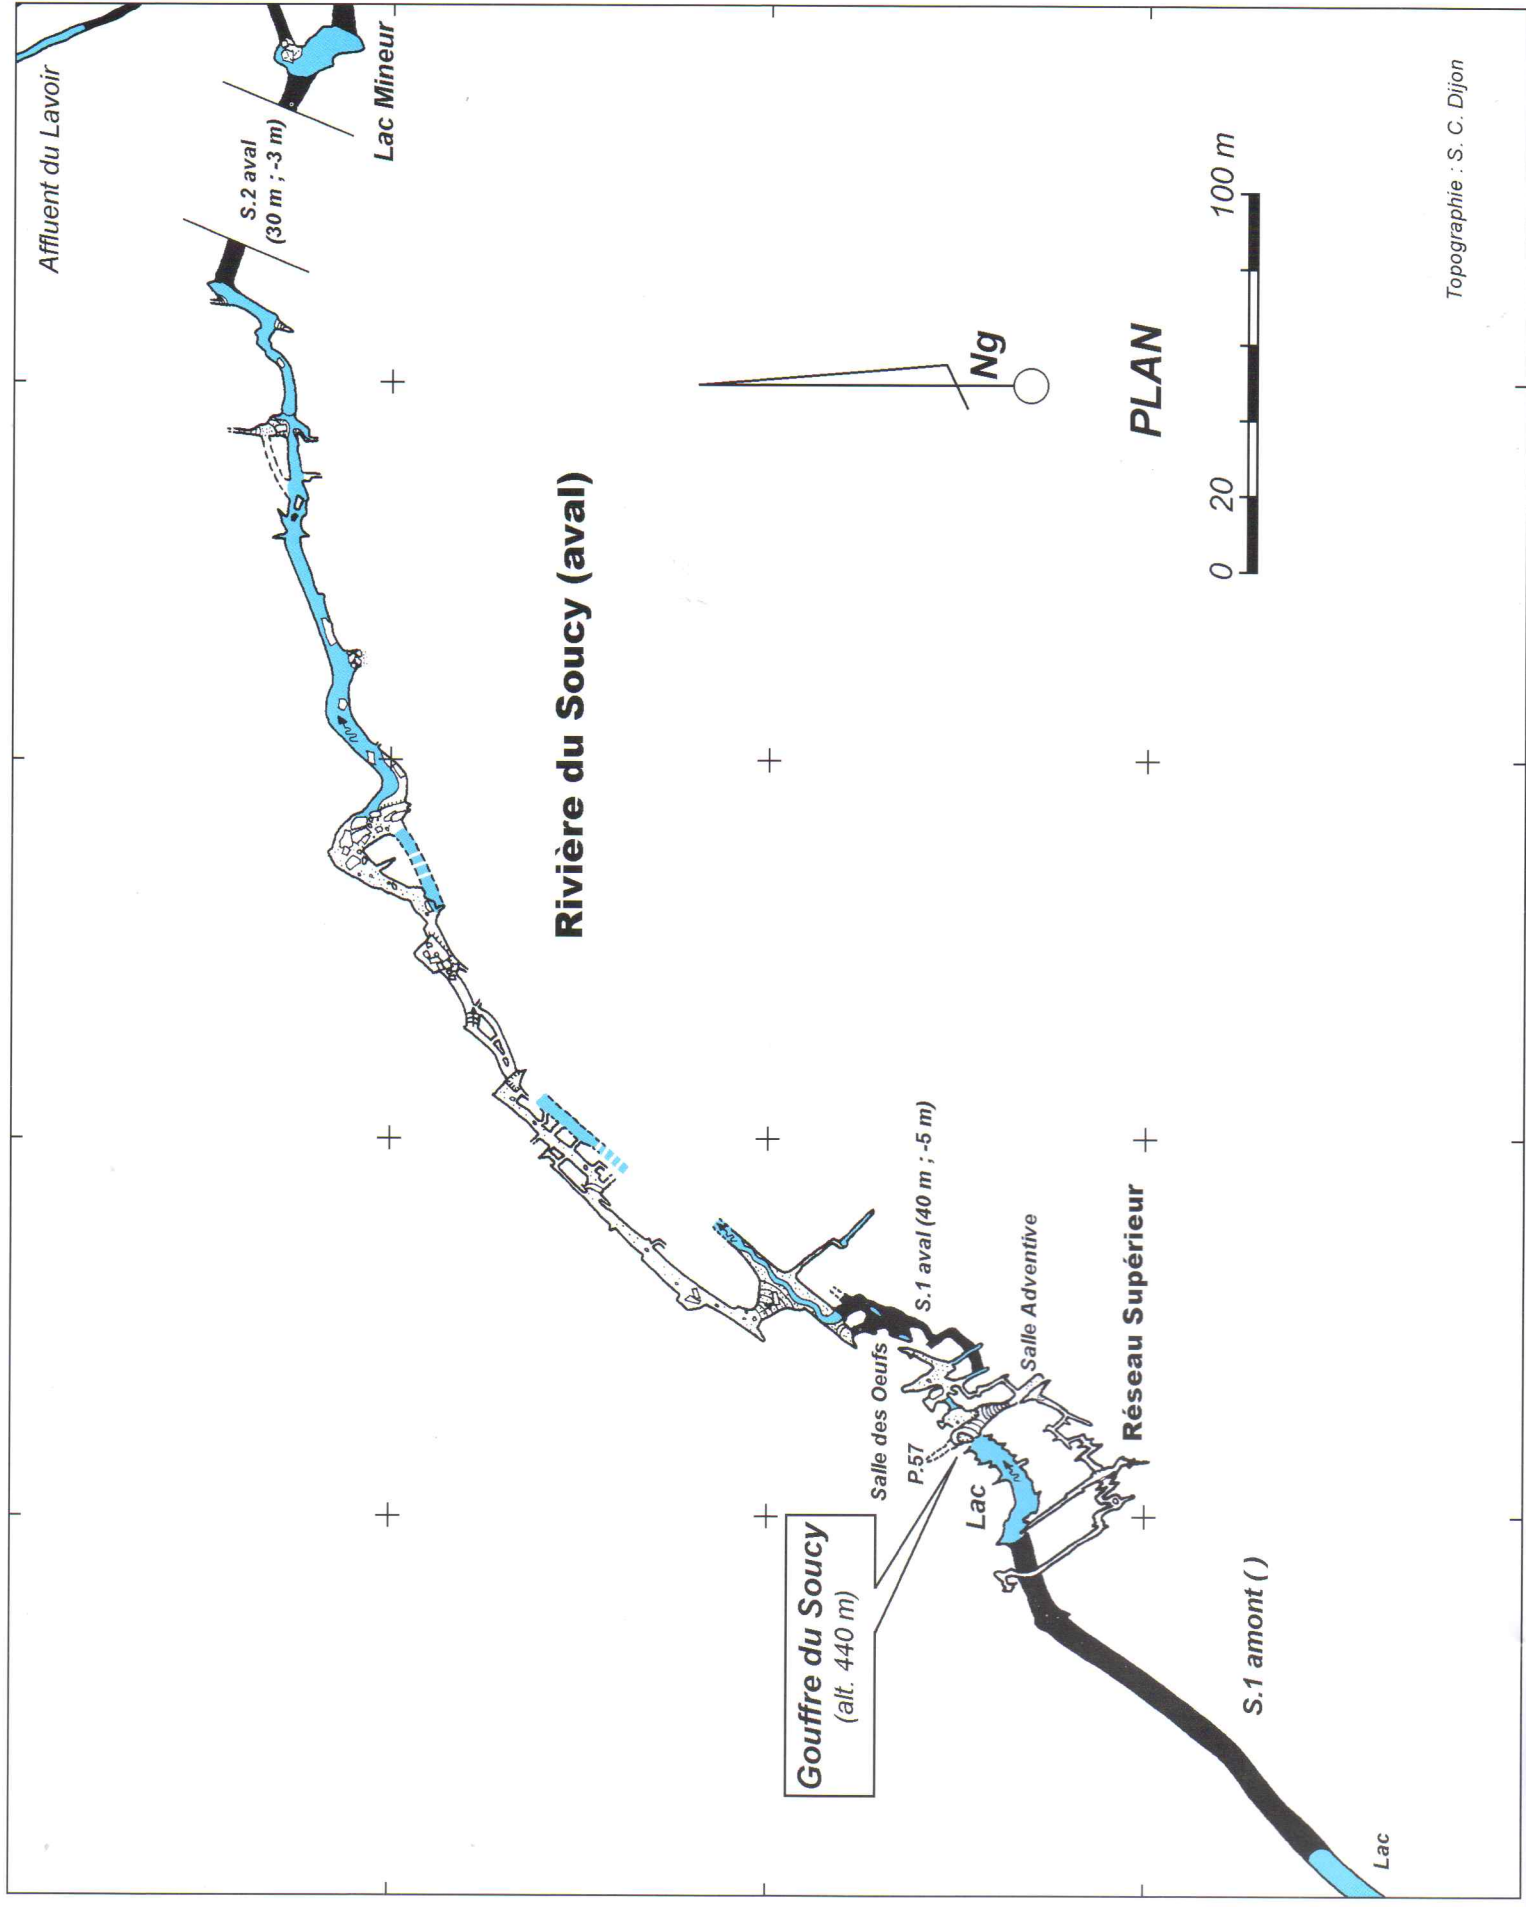 Affluent du Lavoir
S.2 aval
(30 m ; -3 m)
Lac Mineur
Rivière du Soucy (aval)
Ng
PLAN
0 20 100 m
Topographie : S. C. Dijon
Gouffre du Soucy
(alt. 440 m)
Salle des Oeufs
P.57
Lac
S.1 aval (40 m ; -5 m)
Salle Adventive
Réseau Supérieur
S.1 amont ( )
Lac